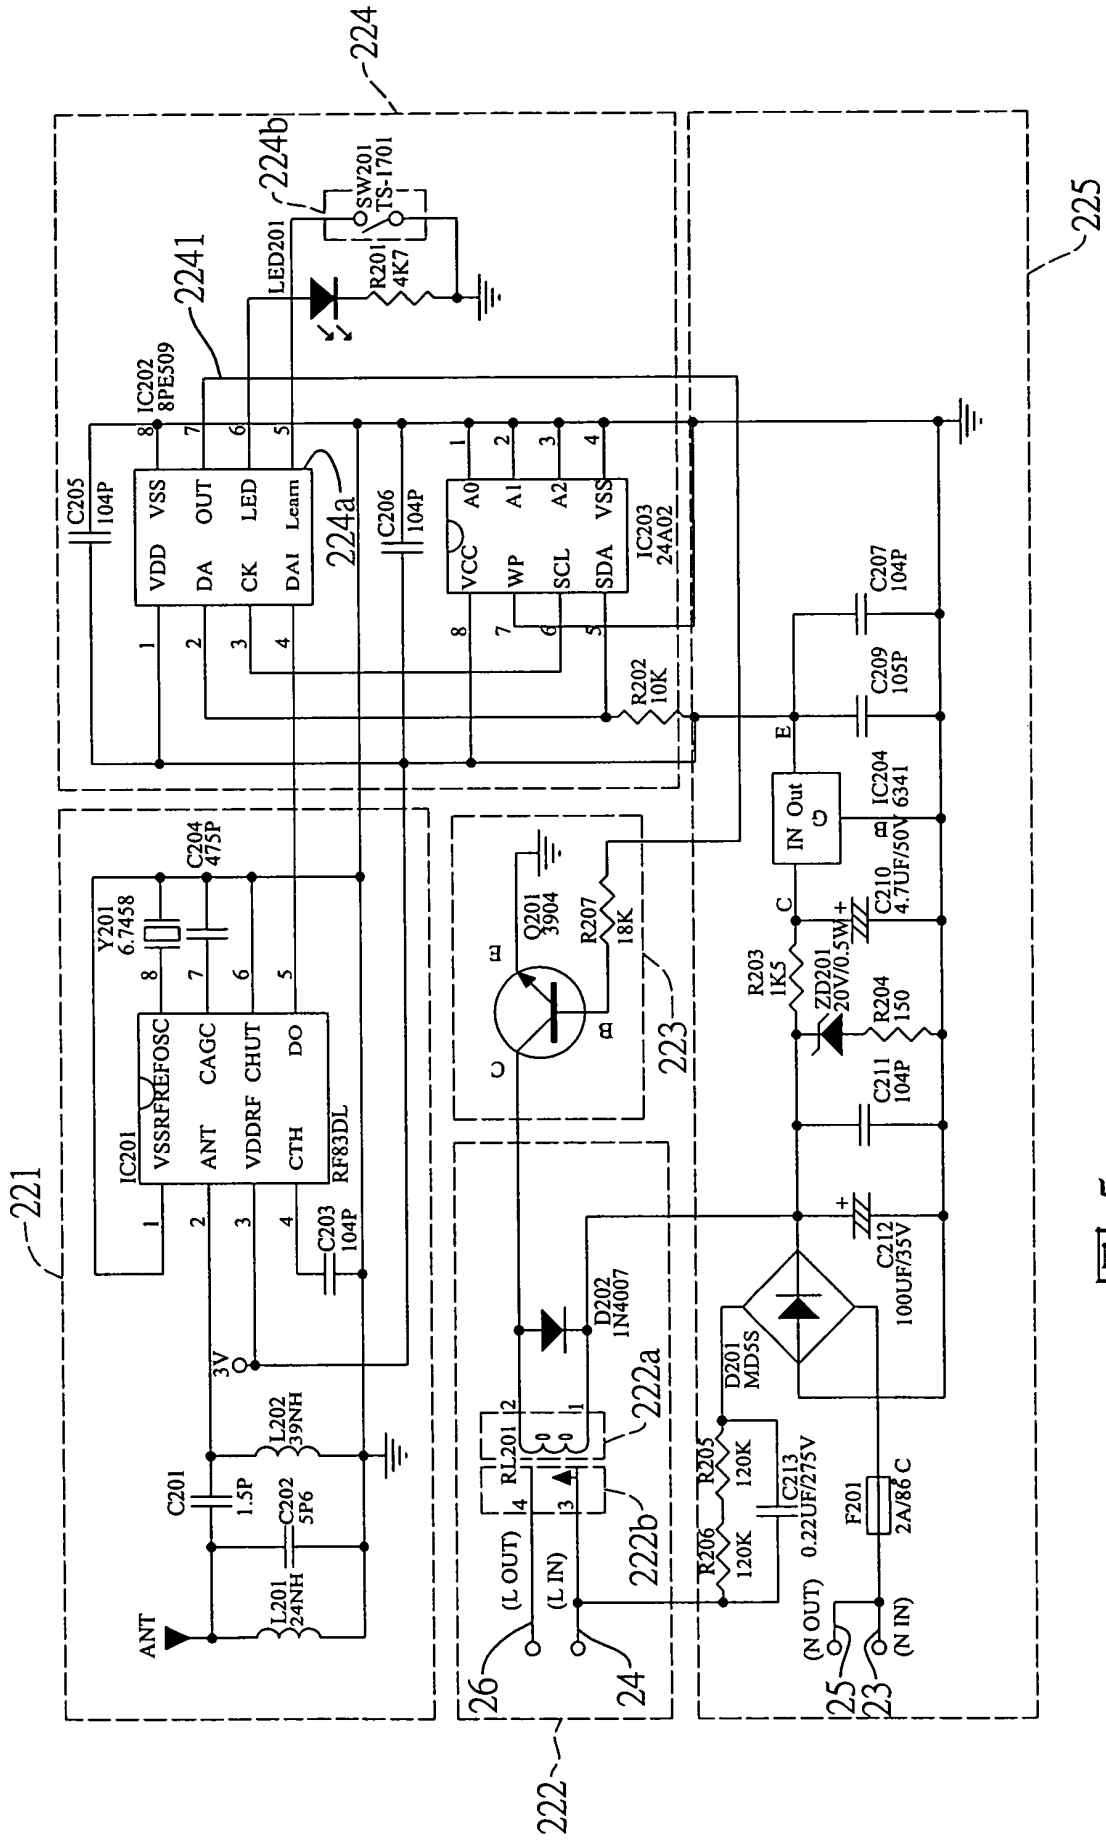 221
ANT
L201
24NH
C202
5P6
C201
1.5P
L202
39NH
3V
C203
104P
IC201
RF83DL
VSSRF
REFOSC
ANT
CAGC
VDDRF
CHUT
CTH
DO
1
2
3
4
8
7
6
5
Y201
6.7458
C204
475P
224
C205
104P
IC202
8PE509
VDD
VSS
DA
OUT
CK
LED
DAI
Learn
1
2
3
4
8
7
6
5
224a
2241
LED201
224b
SW201
TS-1701
R201
4K7
C206
104P
VCC
A0
WP
A1
SCL
A2
SDA
VSS
8
7
6
5
1
2
3
4
IC203
24A02
R202
10K
222
26
24
(L OUT)
(L IN)
4
3
RL201
2
1
222a
222b
D202
1N4007
223
C
E
B
Q201
3904
R207
18K
225
25
23
(N OUT)
(N IN)
F201
2A/86°C
R206
120K
R205
120K
C213
0.22UF/275V
D201
MD5S
C212
100UF/35V
+
C211
104P
R204
150
ZD201
20V/0.5W
R203
1K5
C
+
C210
4.7UF/50V
IN Out
G
B
IC204
6341
E
C209
105P
C207
104P